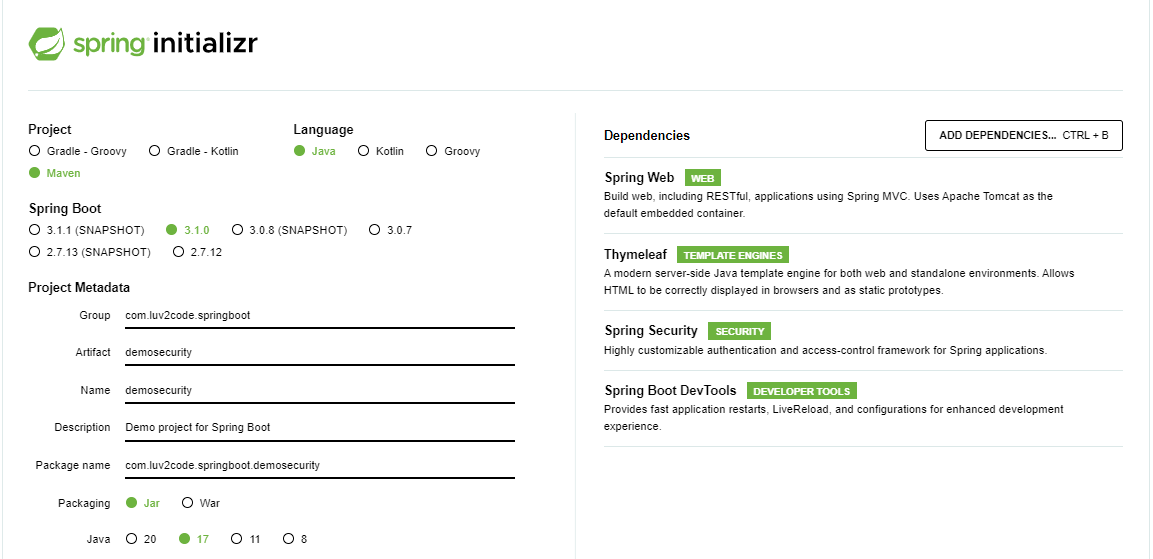 spring initializr
Project
Gradle - Groovy Gradle - Kotlin
Maven
Language
Java Kotlin Groovy
Spring Boot
3.1.1 (SNAPSHOT) 3.1.0 3.0.8 (SNAPSHOT) 3.0.7
2.7.13 (SNAPSHOT) 2.7.12
Project Metadata
Group com.luv2code.springboot
Artifact demosecurity
Name demosecurity
Description Demo project for Spring Boot
Package name com.luv2code.springboot.demosecurity
Packaging Jar War
Java 20 17 11 8
Dependencies ADD DEPENDENCIES... CTRL + B
Spring Web WEB
Build web, including RESTful, applications using Spring MVC. Uses Apache Tomcat as the
default embedded container.
Thymeleaf TEMPLATE ENGINES
A modern server-side Java template engine for both web and standalone environments. Allows
HTML to be correctly displayed in browsers and as static prototypes.
Spring Security SECURITY
Highly customizable authentication and access-control framework for Spring applications.
Spring Boot DevTools DEVELOPER TOOLS
Provides fast application restarts, LiveReload, and configurations for enhanced development
experience.